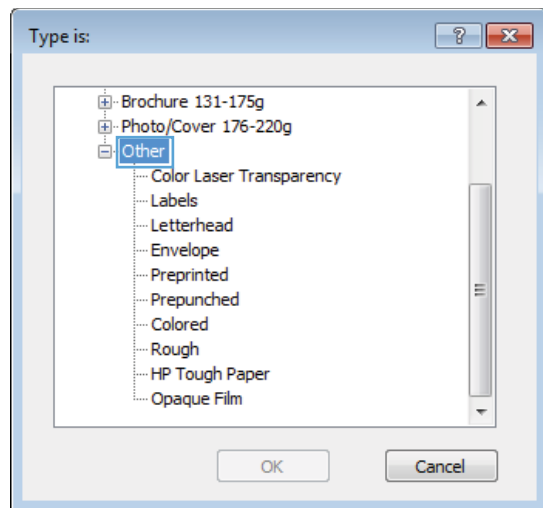 Type is:
Brochure 131-175g
Photo/Cover 176-220g
Other
Color Laser Transparency
Labels
Letterhead
Envelope
Preprinted
Prepunched
Colored
Rough
HP Tough Paper
Opaque Film
OK
Cancel